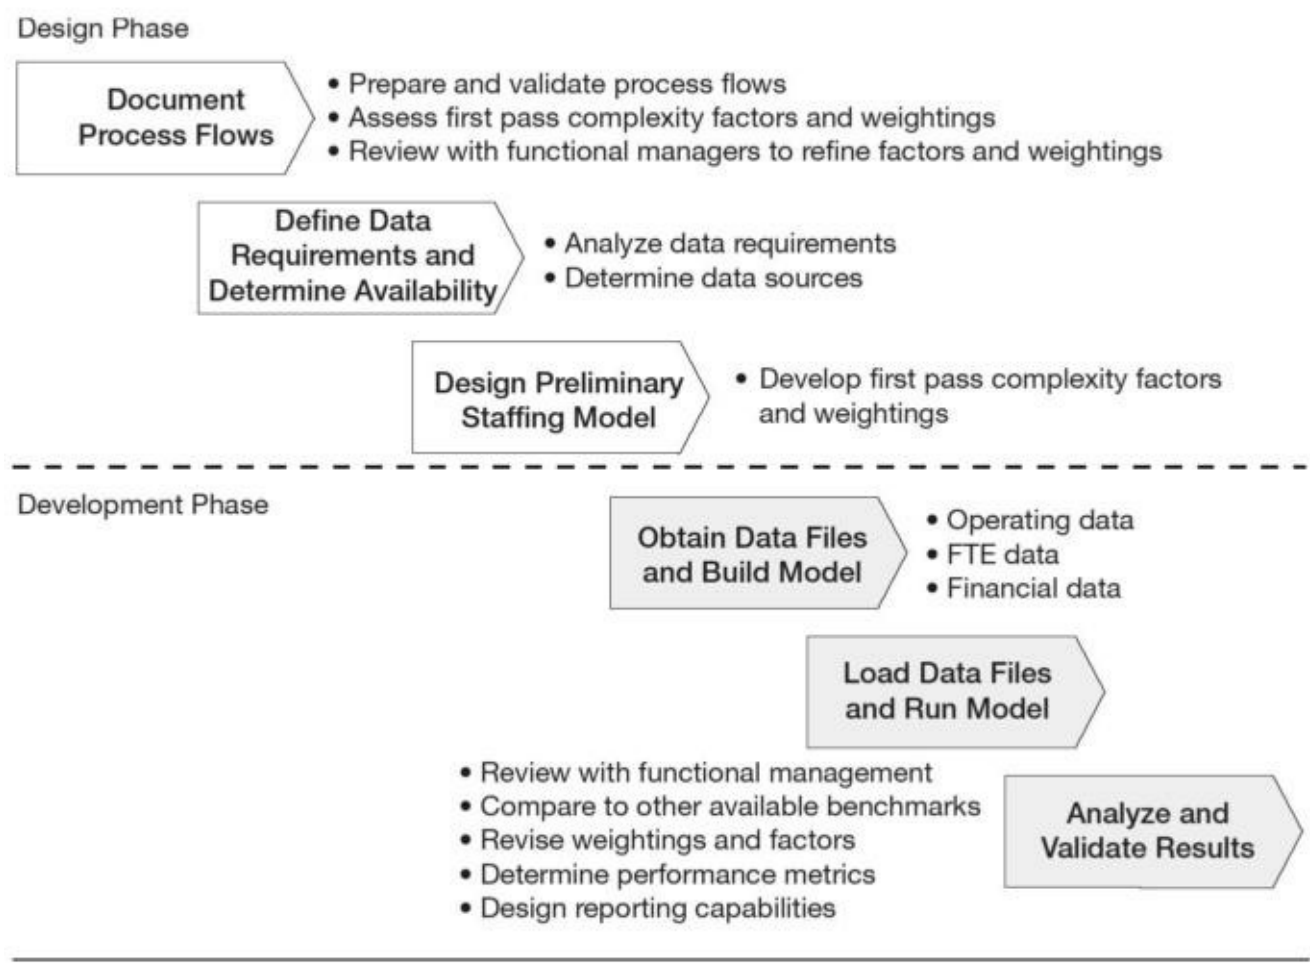 Design Phase
Document
Process Flows
• Prepare and validate process flows
• Assess first pass complexity factors and weightings
• Review with functional managers to refine factors and weightings
Define Data
Requirements and
Determine Availability
• Analyze data requirements
• Determine data sources
Design Preliminary
Staffing Model
• Develop first pass complexity factors
and weightings
Development Phase
Obtain Data Files
and Build Model
• Operating data
• FTE data
• Financial data
Load Data Files
and Run Model
• Review with functional management
• Compare to other available benchmarks
• Revise weightings and factors
• Determine performance metrics
• Design reporting capabilities
Analyze and
Validate Results